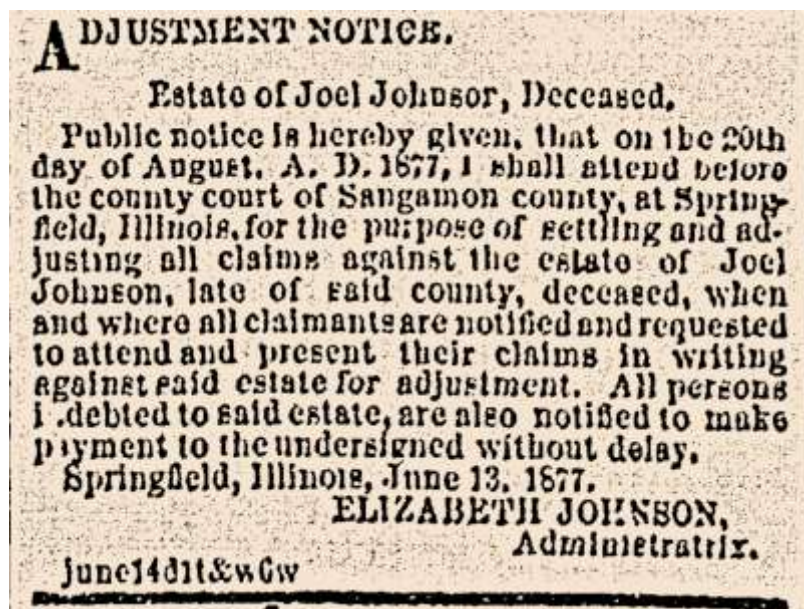 ADJUSTMENT NOTICE.
Estate of Joel Johnson, Deceased.
Public notice is hereby given, that on the 20th
day of August, A. D. 1877, I shall attend before
the county court of Sangamon county, at Spring-
field, Illinois, for the purpose of settling and ad-
justing all claims against the estate of Joel
Johnson, late of said county, deceased, when
and where all claimants are notified and requested
to attend and present their claims in writing
against said estate for adjustment. All persons
indebted to said estate, are also notified to make
payment to the undersigned without delay.
Springfield, Illinois, June 13, 1877.
ELIZABETH JOHNSON,
Administratrix.
june14d1t&w6w